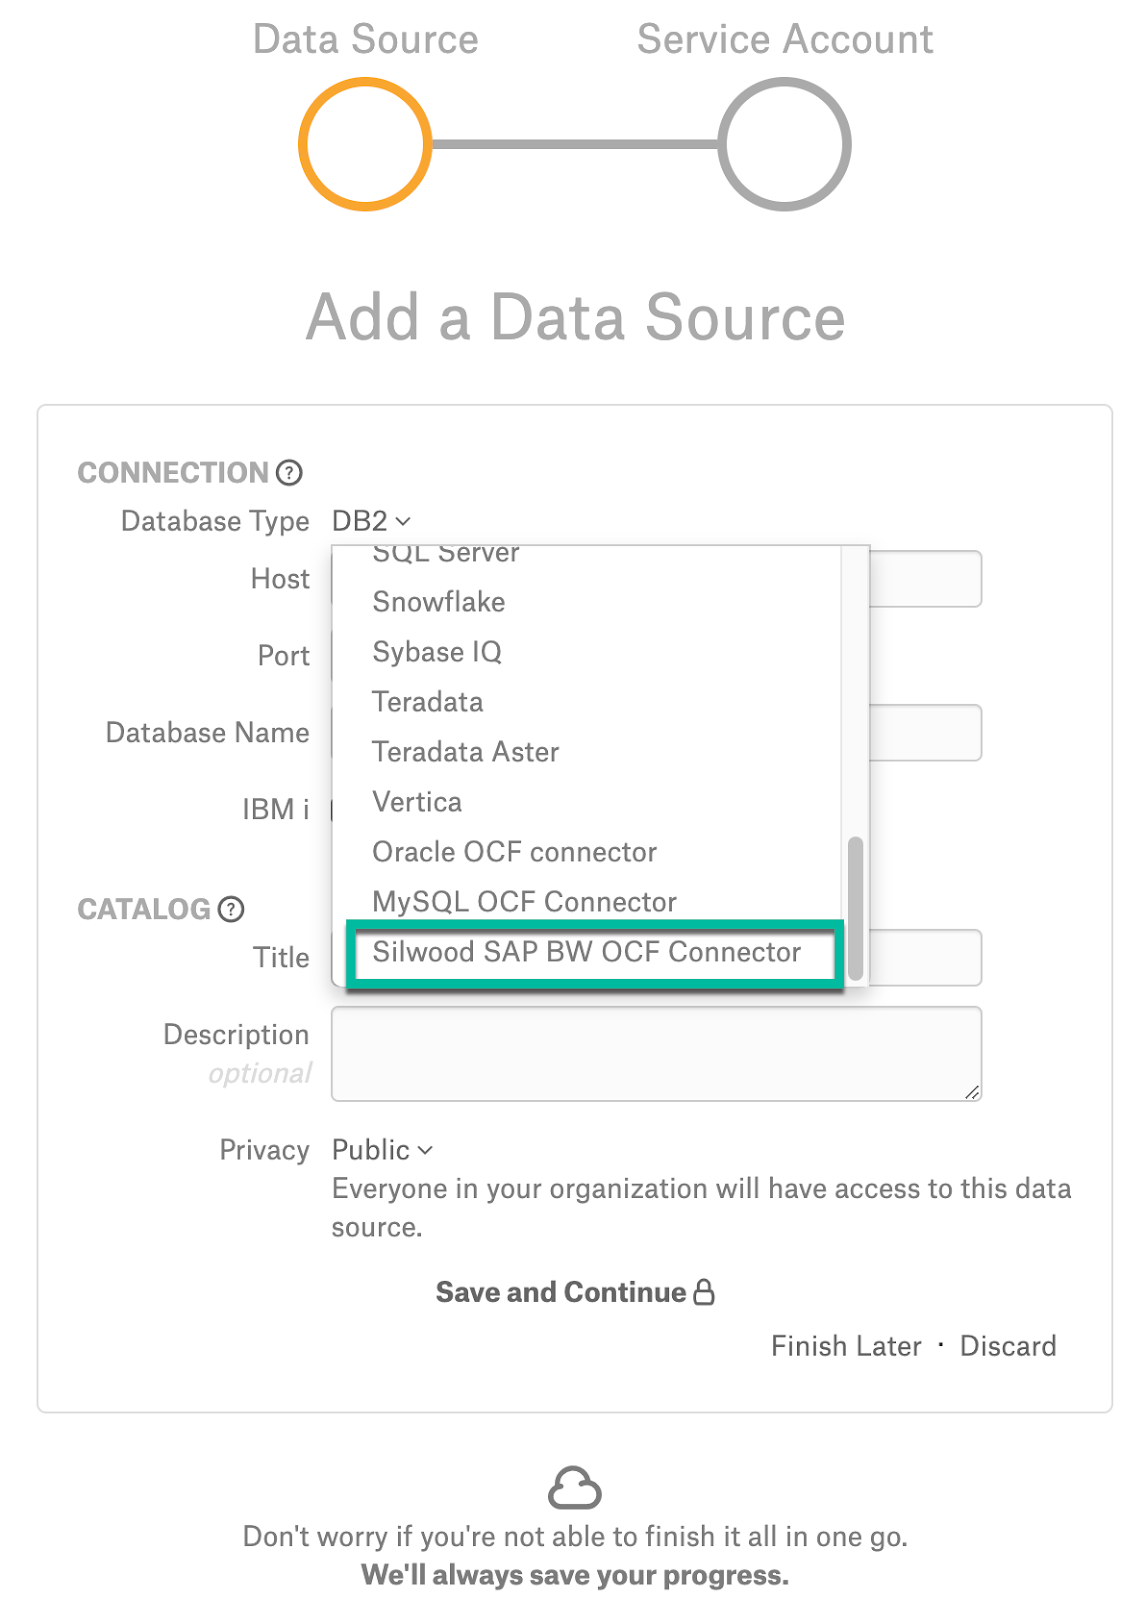 Data Source
Service Account
Add a Data Source
CONNECTION ?
Database Type DB2
SQL Server
Host
Snowflake
Sybase IQ
Port
Teradata
Database Name
Teradata Aster
Vertica
IBM i
Oracle OCF connector
MySQL OCF Connector
CATALOG ?
Silwood SAP BW OCF Connector
Title
Description
optional
Privacy Public
Everyone in your organization will have access to this data
source.
Save and Continue
Finish Later · Discard
Don't worry if you're not able to finish it all in one go.
We'll always save your progress.